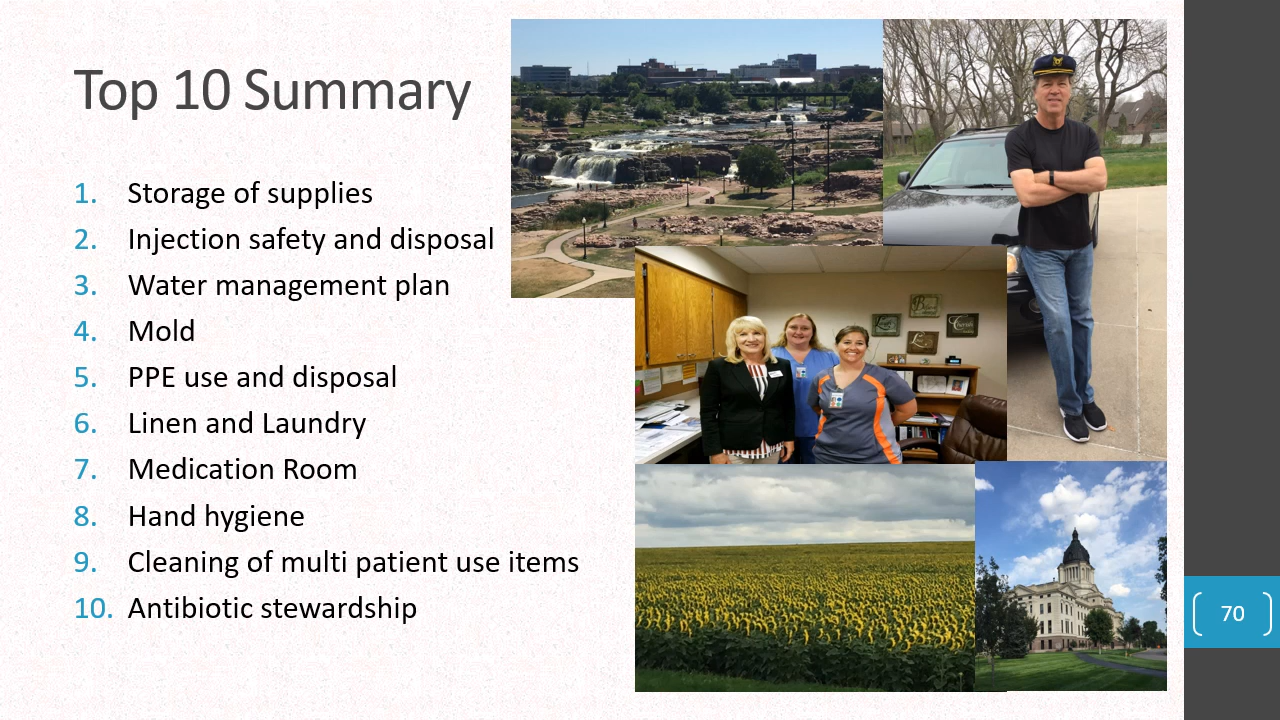 Top 10 Summary
1. Storage of supplies
2. Injection safety and disposal
3. Water management plan
4. Mold
5. PPE use and disposal
6. Linen and Laundry
7. Medication Room
8. Hand hygiene
9. Cleaning of multi patient use items
10. Antibiotic stewardship
70